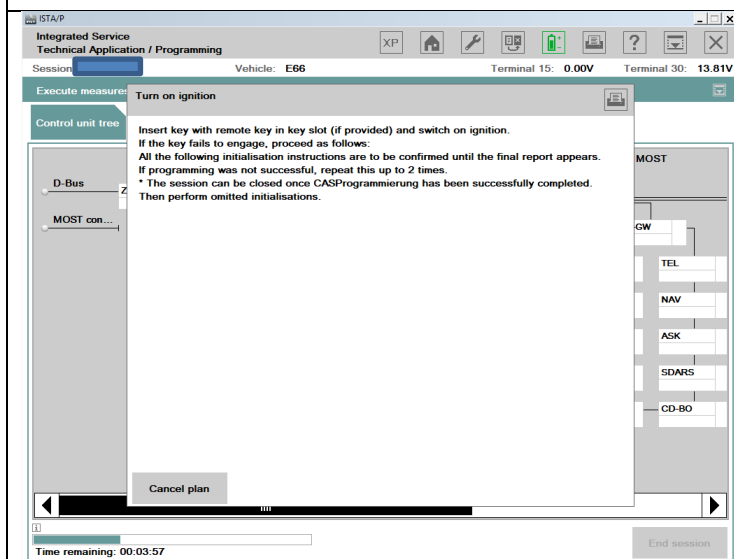 ISTA/P
Integrated Service
Technical Application / Programming
XP
?
Session
Vehicle: E66
Terminal 15: 0.00V
Terminal 30: 13.81V
Execute measures
Control unit tree
Turn on ignition
Insert key with remote key in key slot (if provided) and switch on ignition.
If the key fails to engage, proceed as follows:
All the following initialisation instructions are to be confirmed until the final report appears.
If programming was not successful, repeat this up to 2 times.
* The session can be closed once CASProgrammierung has been successfully completed.
Then perform omitted initialisations.
MOST
D-Bus
Z
MOST con...
-GW
TEL
NAV
ASK
SDARS
CD-BO
Cancel plan
Time remaining: 00:03:57
End session